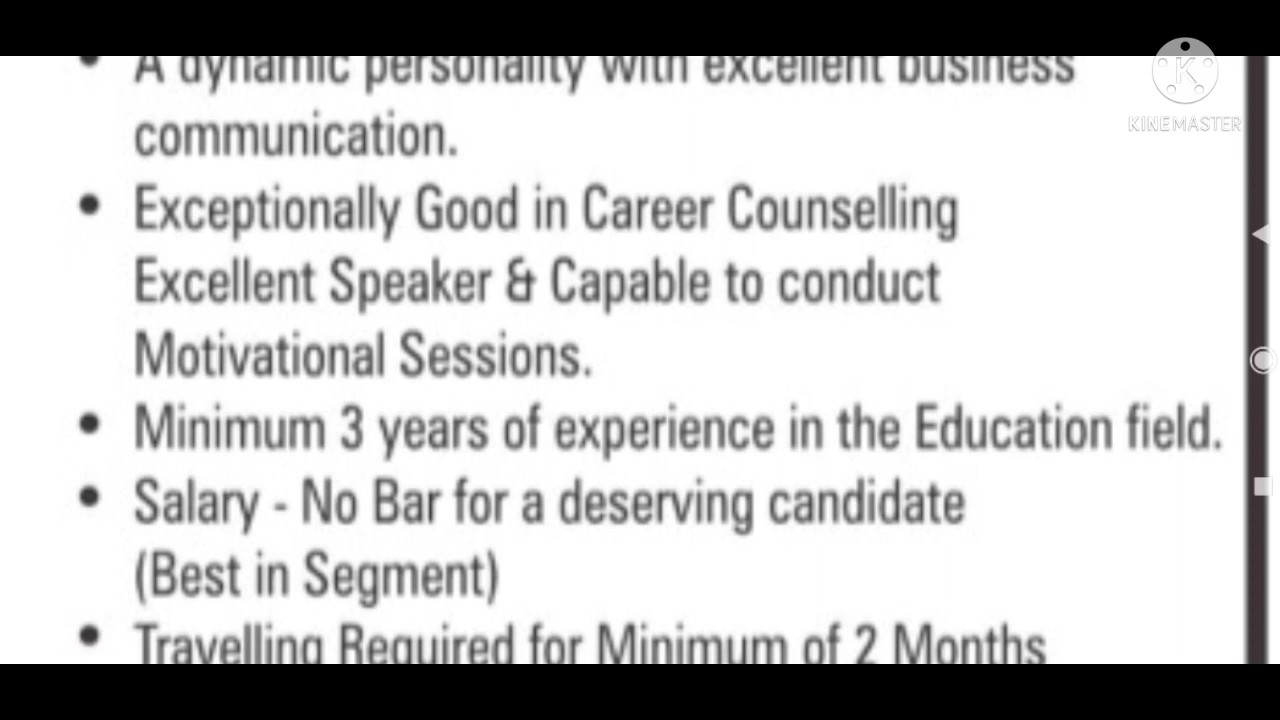 • A dynamic personality with excellent business
communication.
• Exceptionally Good in Career Counselling
Excellent Speaker & Capable to conduct
Motivational Sessions.
• Minimum 3 years of experience in the Education field.
• Salary - No Bar for a deserving candidate
(Best in Segment)
• Travelling Required for Minimum of 2 Months
K
KINEMASTER